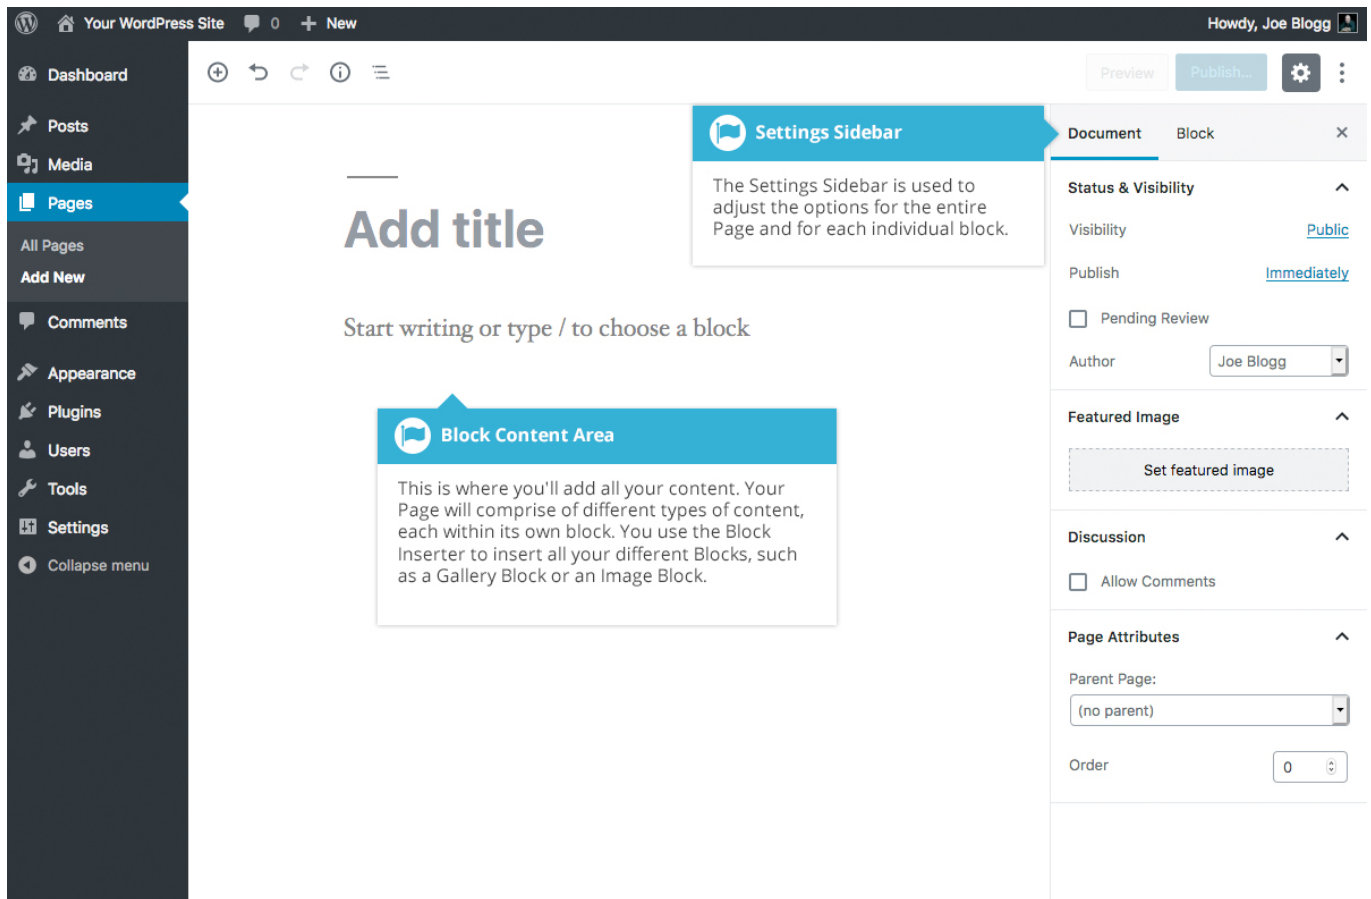 Your WordPress Site 0 New Howdy, Joe Blogg
Dashboard
Posts
Media
Pages
All Pages
Add New
Comments
Appearance
Plugins
Users
Tools
Settings
Collapse menu
Preview Publish...
Add title
Start writing or type / to choose a block
Settings Sidebar
The Settings Sidebar is used to
adjust the options for the entire
Page and for each individual block.
Block Content Area
This is where you'll add all your content. Your
Page will comprise of different types of content,
each within its own block. You use the Block
Inserter to insert all your different Blocks, such
as a Gallery Block or an Image Block.
Document Block
Status & Visibility
Visibility Public
Publish Immediately
Pending Review
Author Joe Blogg
Featured Image
Set featured image
Discussion
Allow Comments
Page Attributes
Parent Page:
(no parent)
Order 0